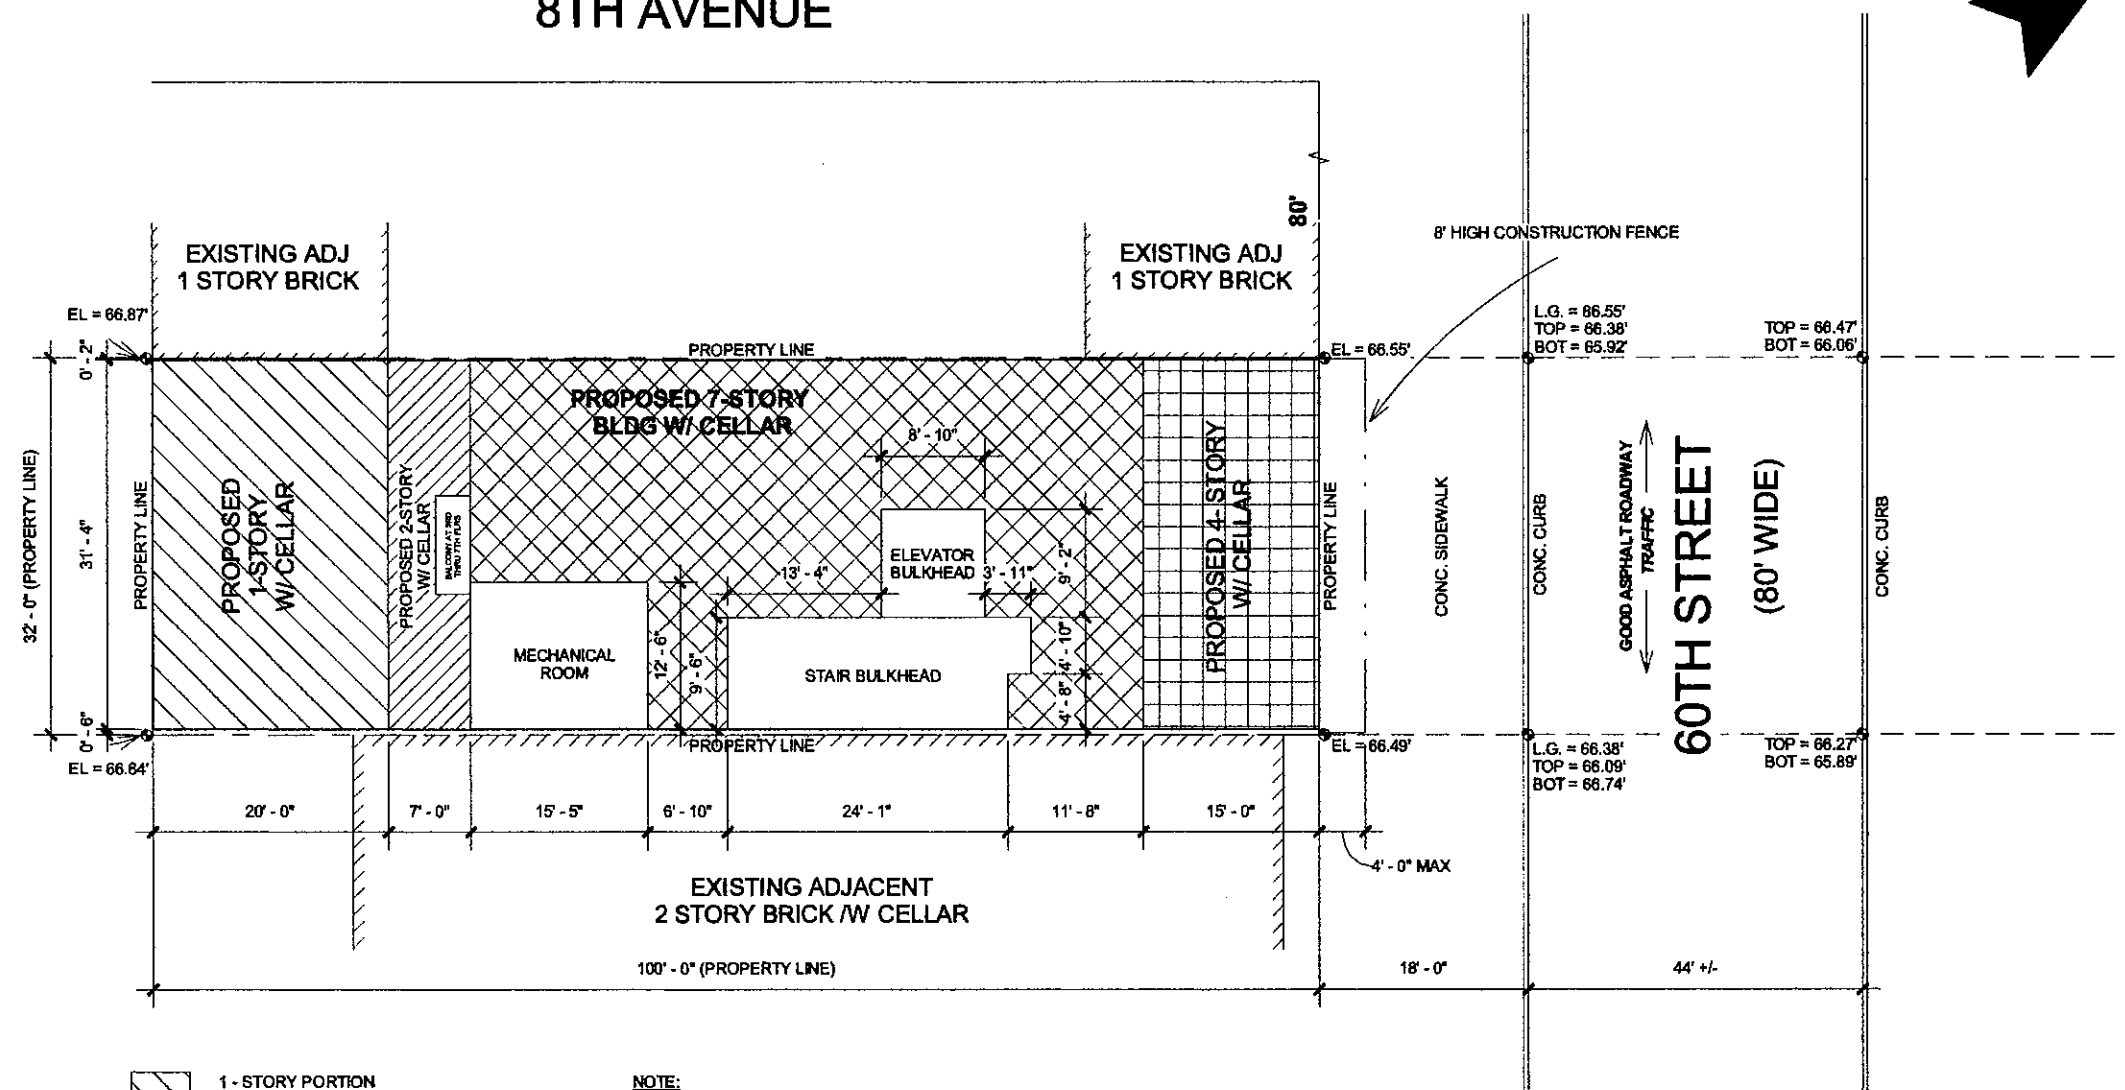 8TH AVENUE
80'
8' HIGH CONSTRUCTION FENCE
EXISTING ADJ
1 STORY BRICK
EXISTING ADJ
1 STORY BRICK
EL = 66.87'
L.G. = 66.55'
TOP = 66.38'
BOT = 65.92'
TOP = 66.47'
BOT = 66.06'
0' - 2"
PROPERTY LINE
EL = 66.55'
PROPOSED 7-STORY
BLDG W/ CELLAR
8' - 10"
32' - 0" (PROPERTY LINE)
31' - 4"
PROPERTY LINE
PROPOSED
1-STORY
W/ CELLAR
PROPOSED 2-STORY
W/ CELLAR
BALCONY AT 3RD
THRU 7TH FLRS
ELEVATOR
BULKHEAD
13' - 4"
3' - 11"
9' - 2"
PROPOSED 4-STORY
W/ CELLAR
PROPERTY LINE
CONC. SIDEWALK
CONC. CURB
GOOD ASPHALT ROADWAY
TRAFFIC
60TH STREET
(80' WIDE)
CONC. CURB
MECHANICAL
ROOM
12' - 6"
9' - 6"
STAIR BULKHEAD
4' - 10"
4' - 8"
0' - 6"
PROPERTY LINE
EL = 66.64'
EL = 66.49'
L.G. = 66.38'
TOP = 66.09'
BOT = 66.74'
TOP = 66.27'
BOT = 65.89'
20' - 0"
7' - 0"
15' - 5"
6' - 10"
24' - 1"
11' - 8"
15' - 0"
4' - 0" MAX
EXISTING ADJACENT
2 STORY BRICK /W CELLAR
100' - 0" (PROPERTY LINE)
18' - 0"
44' +/-
1 - STORY PORTION
NOTE: